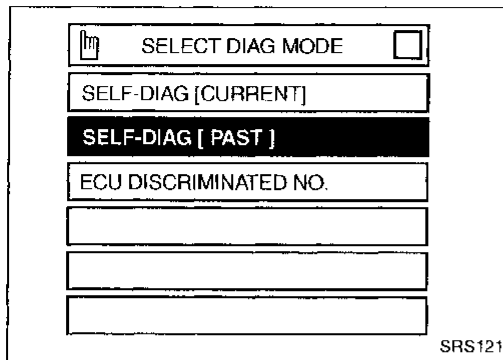 SELECT DIAG MODE
SELF-DIAG [CURRENT]
SELF-DIAG [ PAST ]
ECU DISCRIMINATED NO.
SRS121